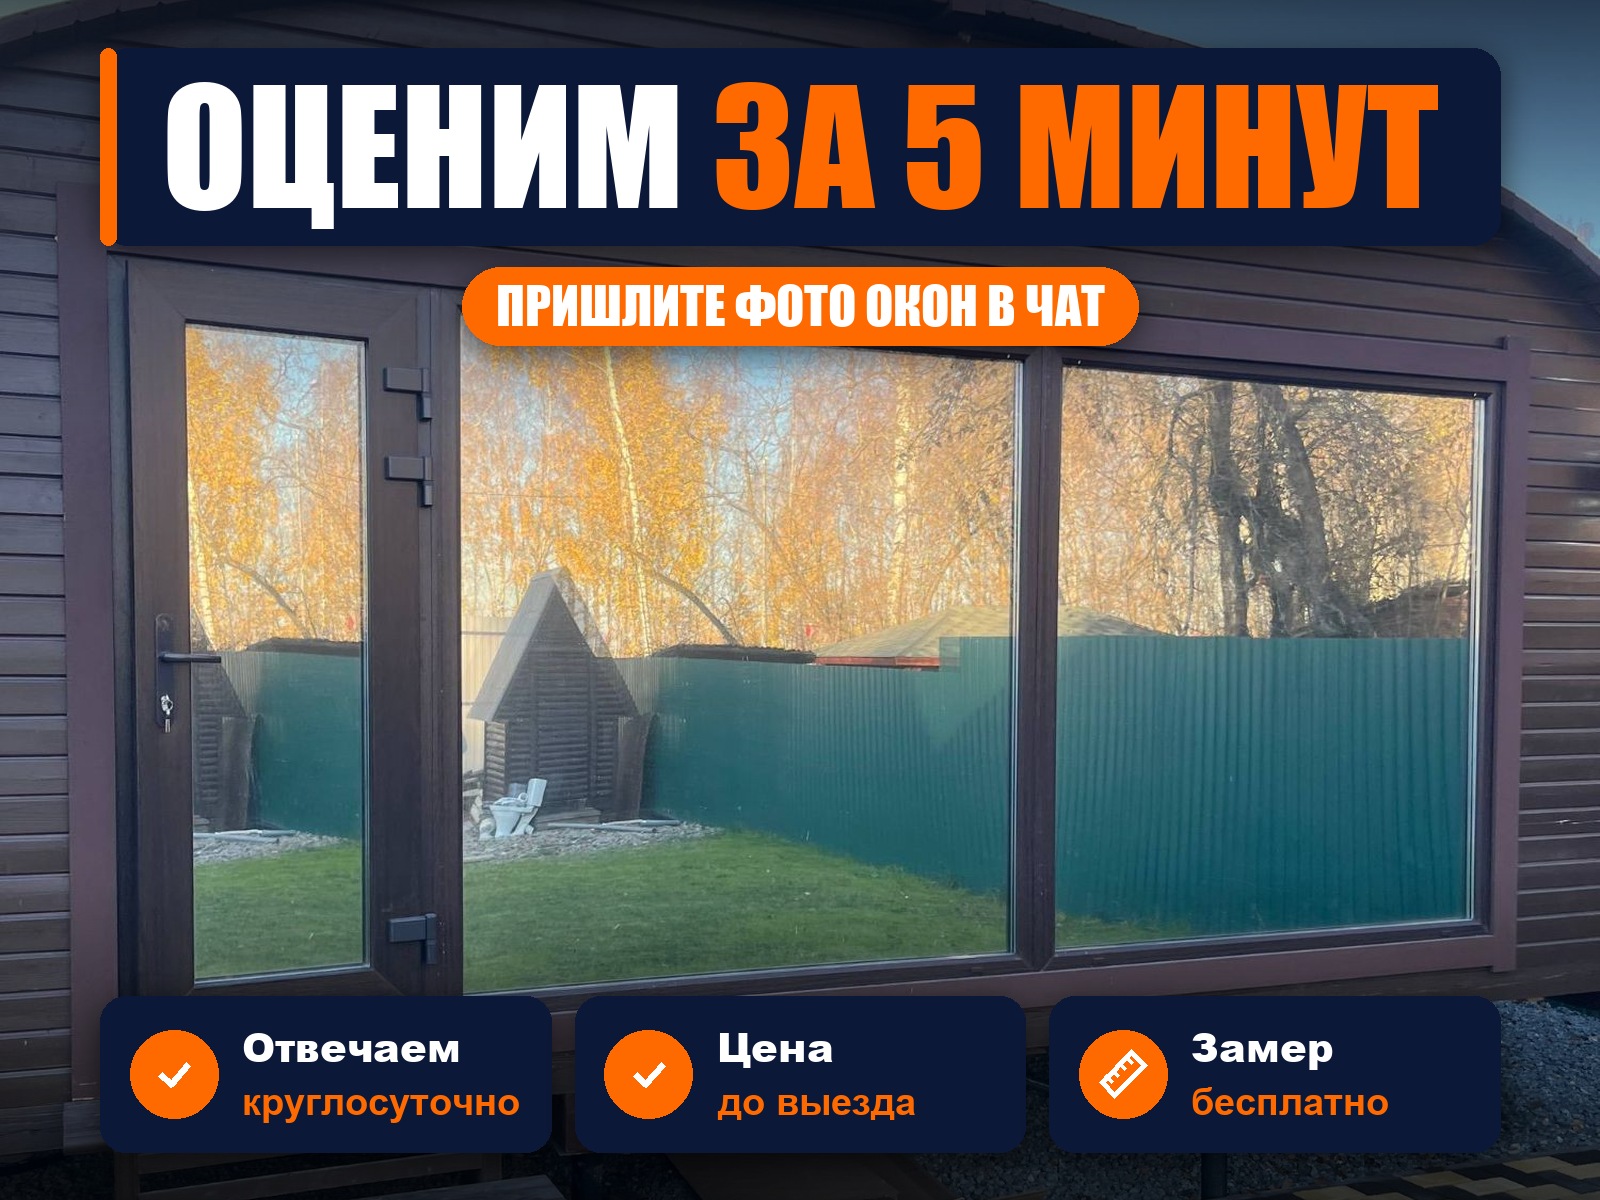 ОЦЕНИМ ЗА 5 МИНУТ
ПРИШЛИТЕ ФОТО ОКОН В ЧАТ
Отвечаем
круглосуточно
Цена
до выезда
Замер
бесплатно